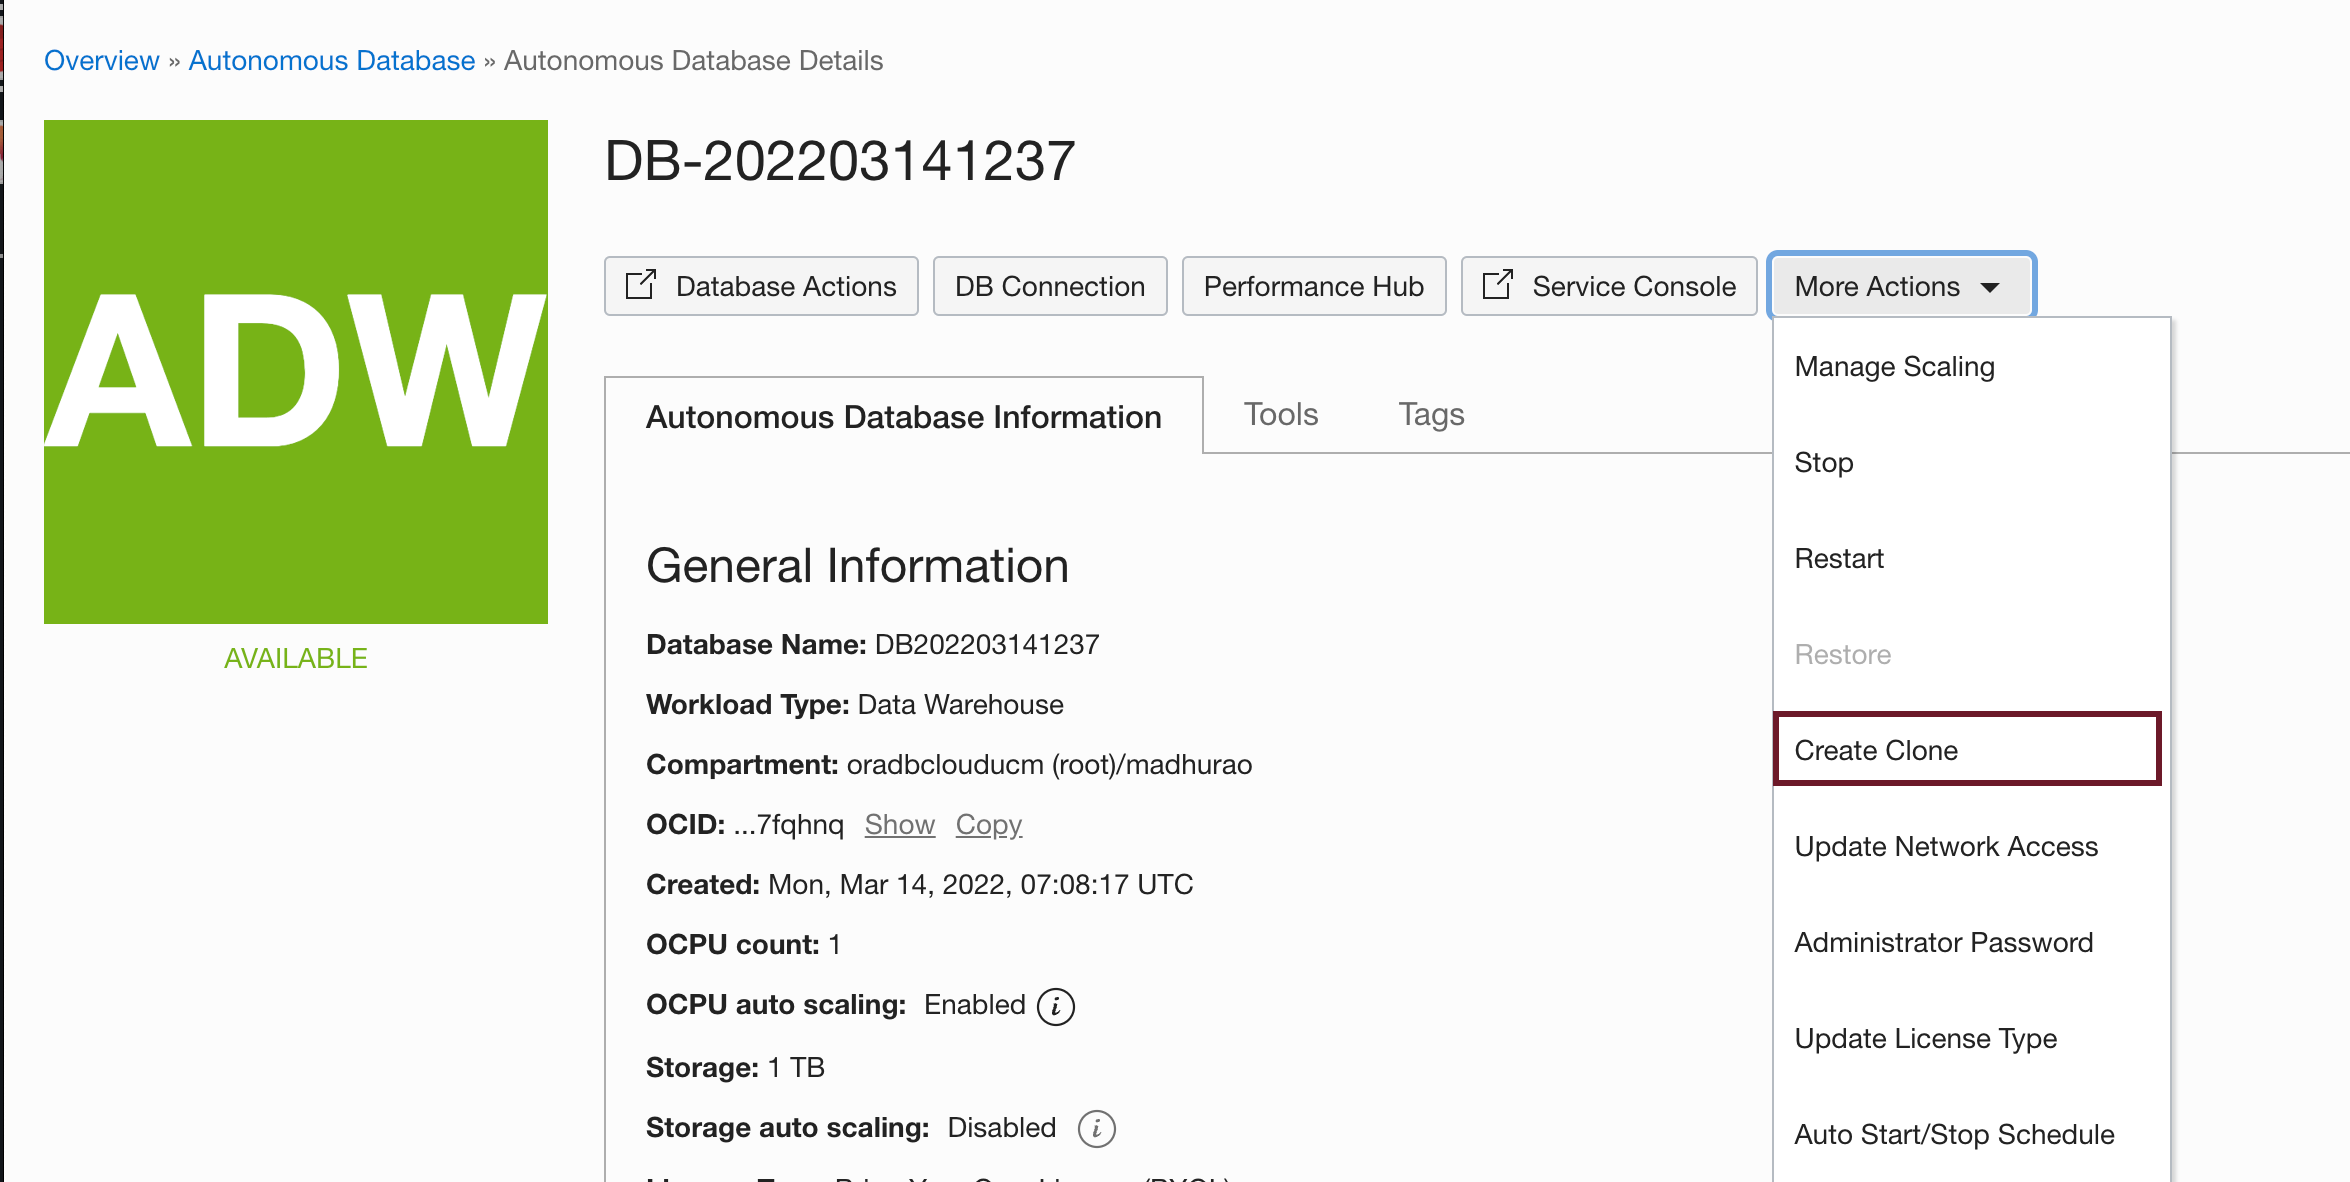 Overview » Autonomous Database » Autonomous Database Details
ADW
AVAILABLE
DB-202203141237
Database Actions
DB Connection
Performance Hub
Service Console
More Actions
Manage Scaling
Stop
Restart
Restore
Create Clone
Update Network Access
Administrator Password
Update License Type
Auto Start/Stop Schedule
Autonomous Database Information
Tools
Tags
General Information
Database Name: DB202203141237
Workload Type: Data Warehouse
Compartment: oradbclouducm (root)/madhurao
OCID: ...7fqhnq Show Copy
Created: Mon, Mar 14, 2022, 07:08:17 UTC
OCPU count: 1
OCPU auto scaling: Enabled
Storage: 1 TB
Storage auto scaling: Disabled